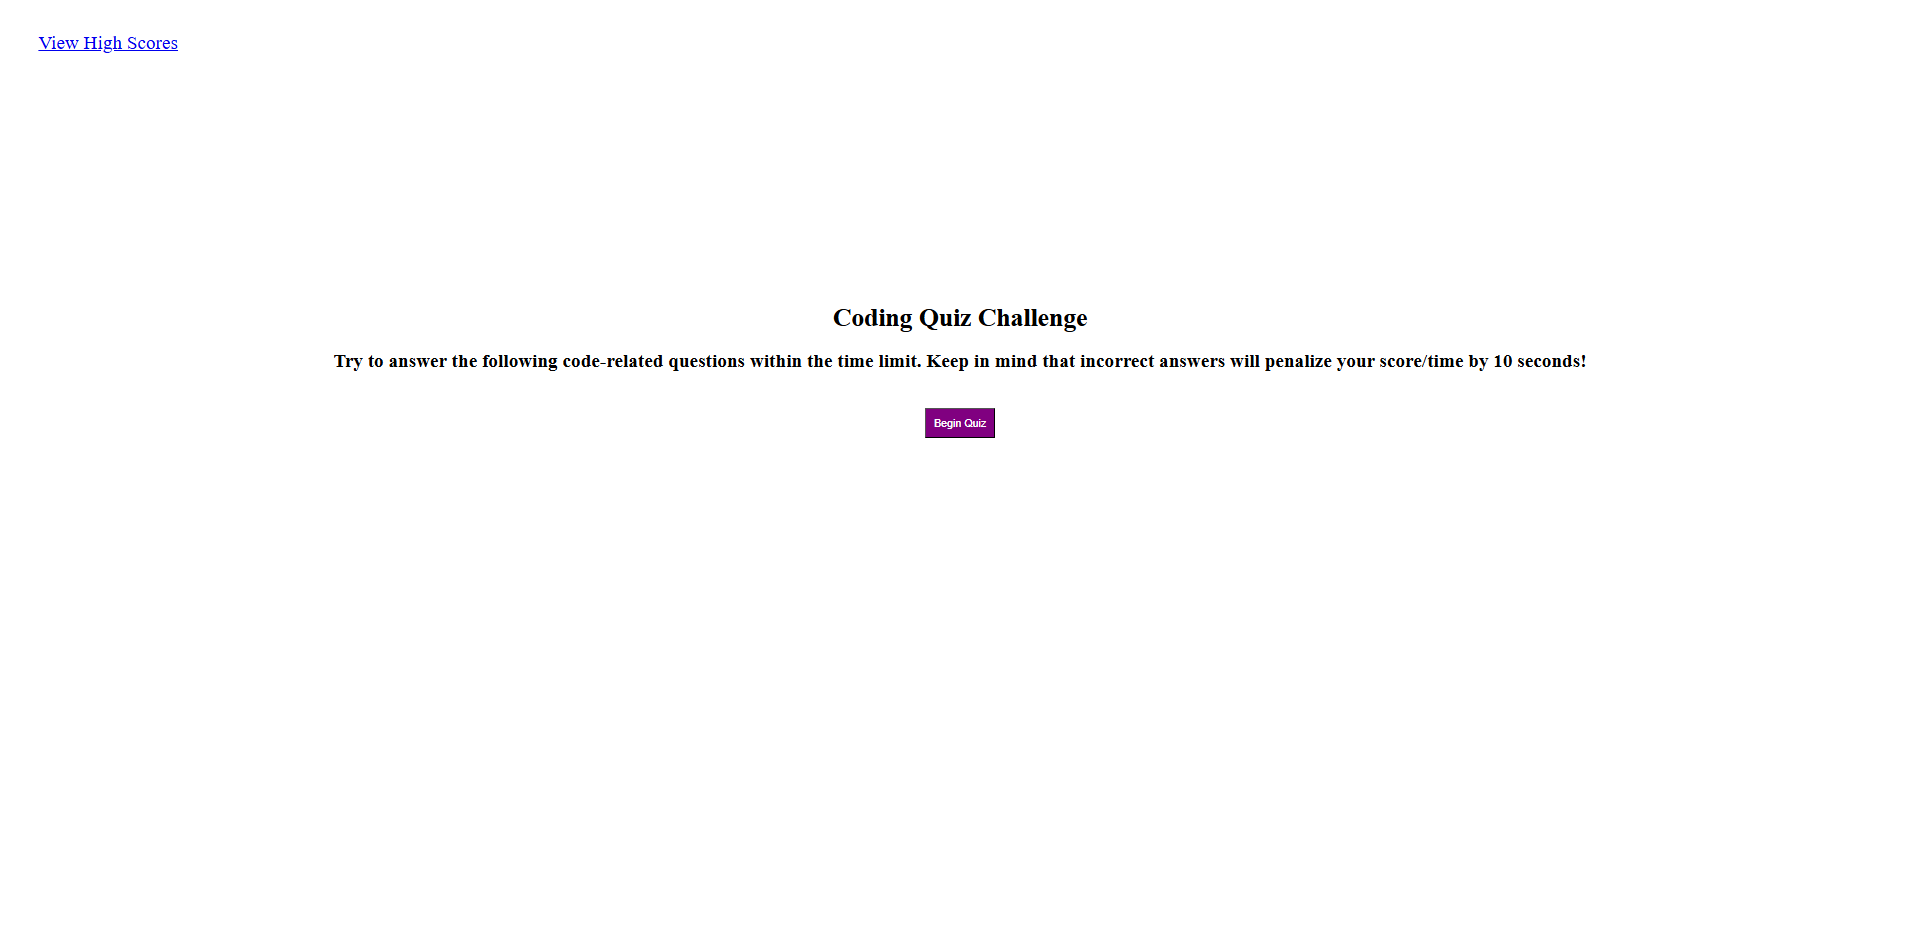 View High Scores
Coding Quiz Challenge
Try to answer the following code-related questions within the time limit. Keep in mind that incorrect answers will penalize your score/time by 10 seconds!
Begin Quiz